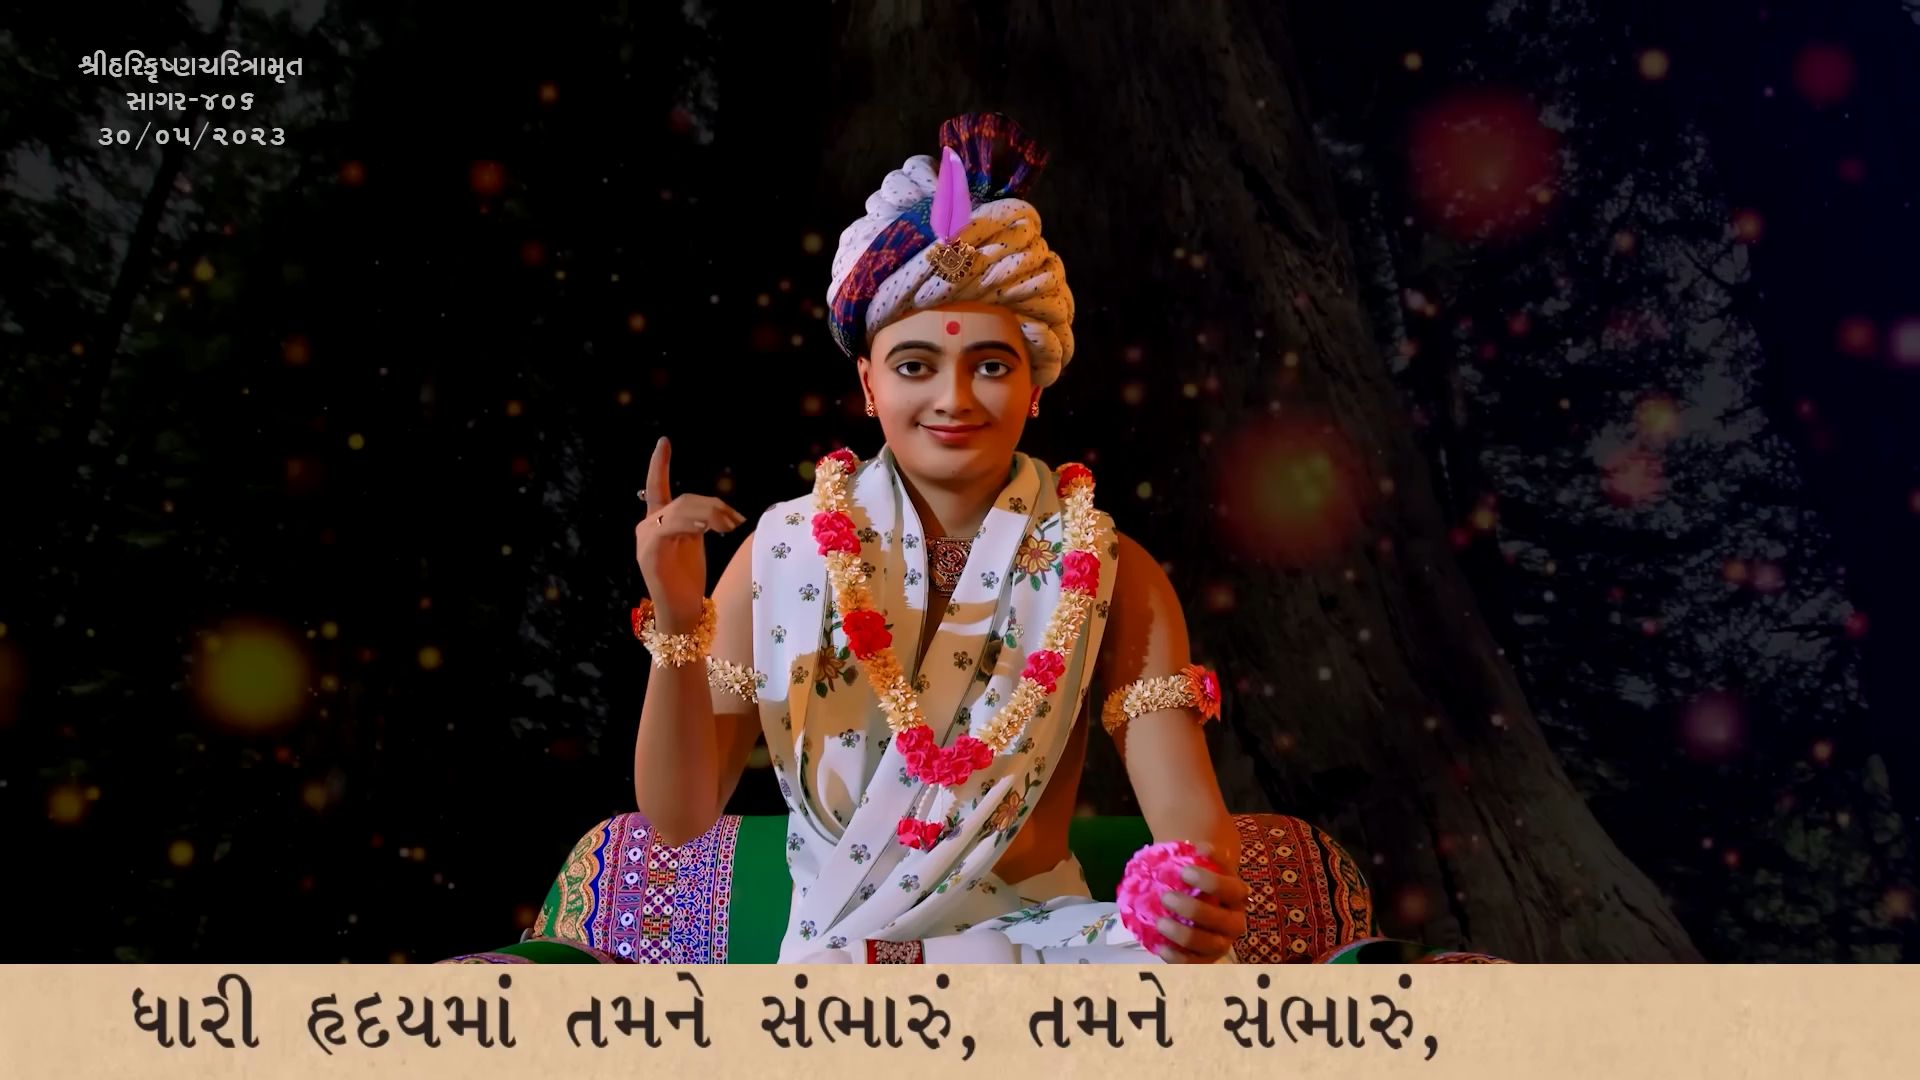 શ્રીહરિકૃષ્ણચરિત્રામૃત
સાગર-૪૦૬
૩૦/૦૫/૨૦૨૩
ધારી હૃદયમાં તમને સંભારું, તમને સંભારું,